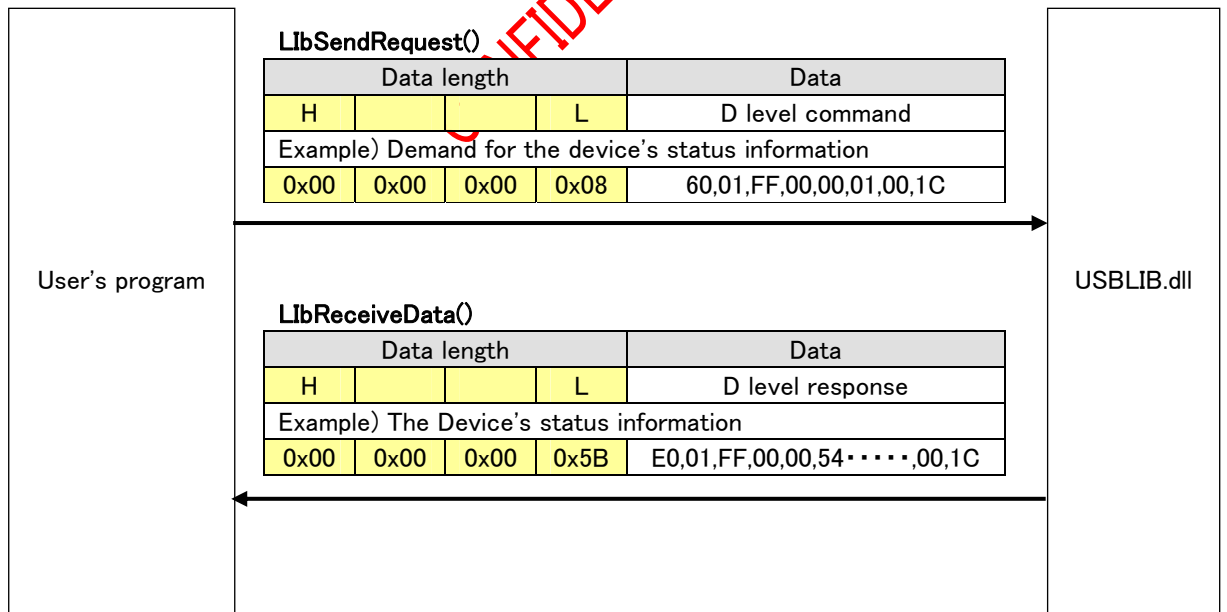 LIbSendRequest()
Data length Data
H L D level command
Example) Demand for the device's status information
0x00 0x00 0x00 0x08 60,01,FF,00,00,01,00,1C
User's program
USBLIB.dll
LIbReceiveData()
Data length Data
H L D level response
Example) The Device's status information
0x00 0x00 0x00 0x5B E0,01,FF,00,00,54・・・・・,00,1C